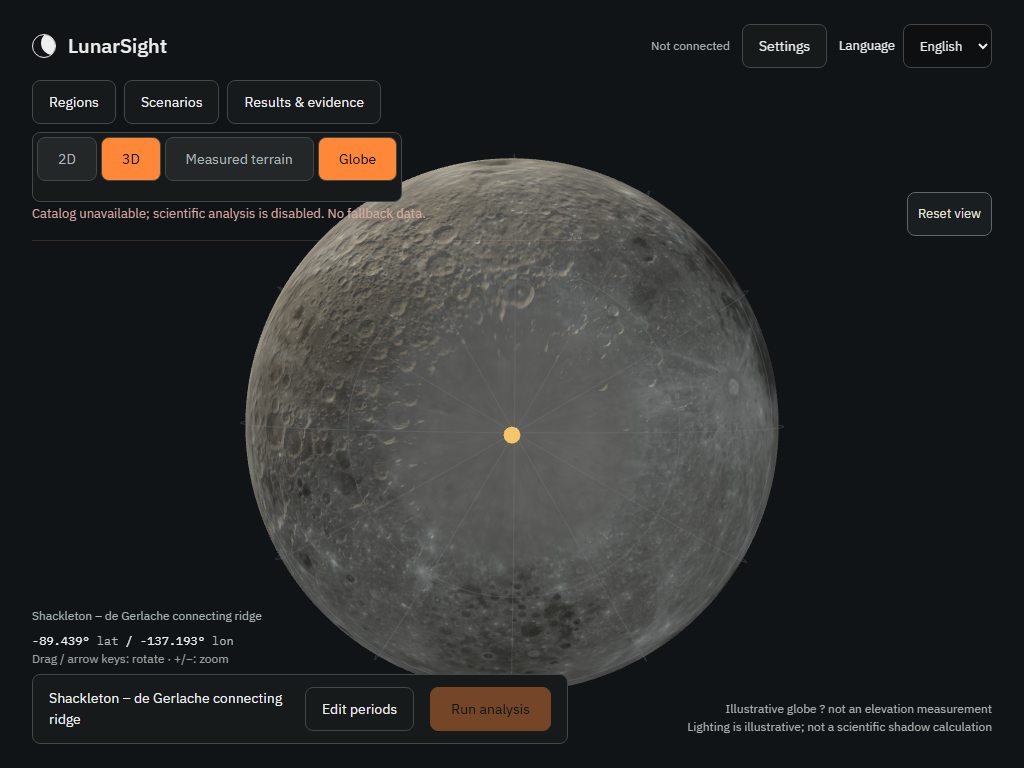 LunarSight
Not connected
Settings
Language
English
Regions
Scenarios
Results & evidence
2D
3D
Measured terrain
Globe
Catalog unavailable; scientific analysis is disabled. No fallback data.
Reset view
Shackleton – de Gerlache connecting ridge
-89.439° lat / -137.193° lon
Drag / arrow keys: rotate · +/−: zoom
Shackleton – de Gerlache connecting
ridge
Edit periods
Run analysis
Illustrative globe ? not an elevation measurement
Lighting is illustrative; not a scientific shadow calculation